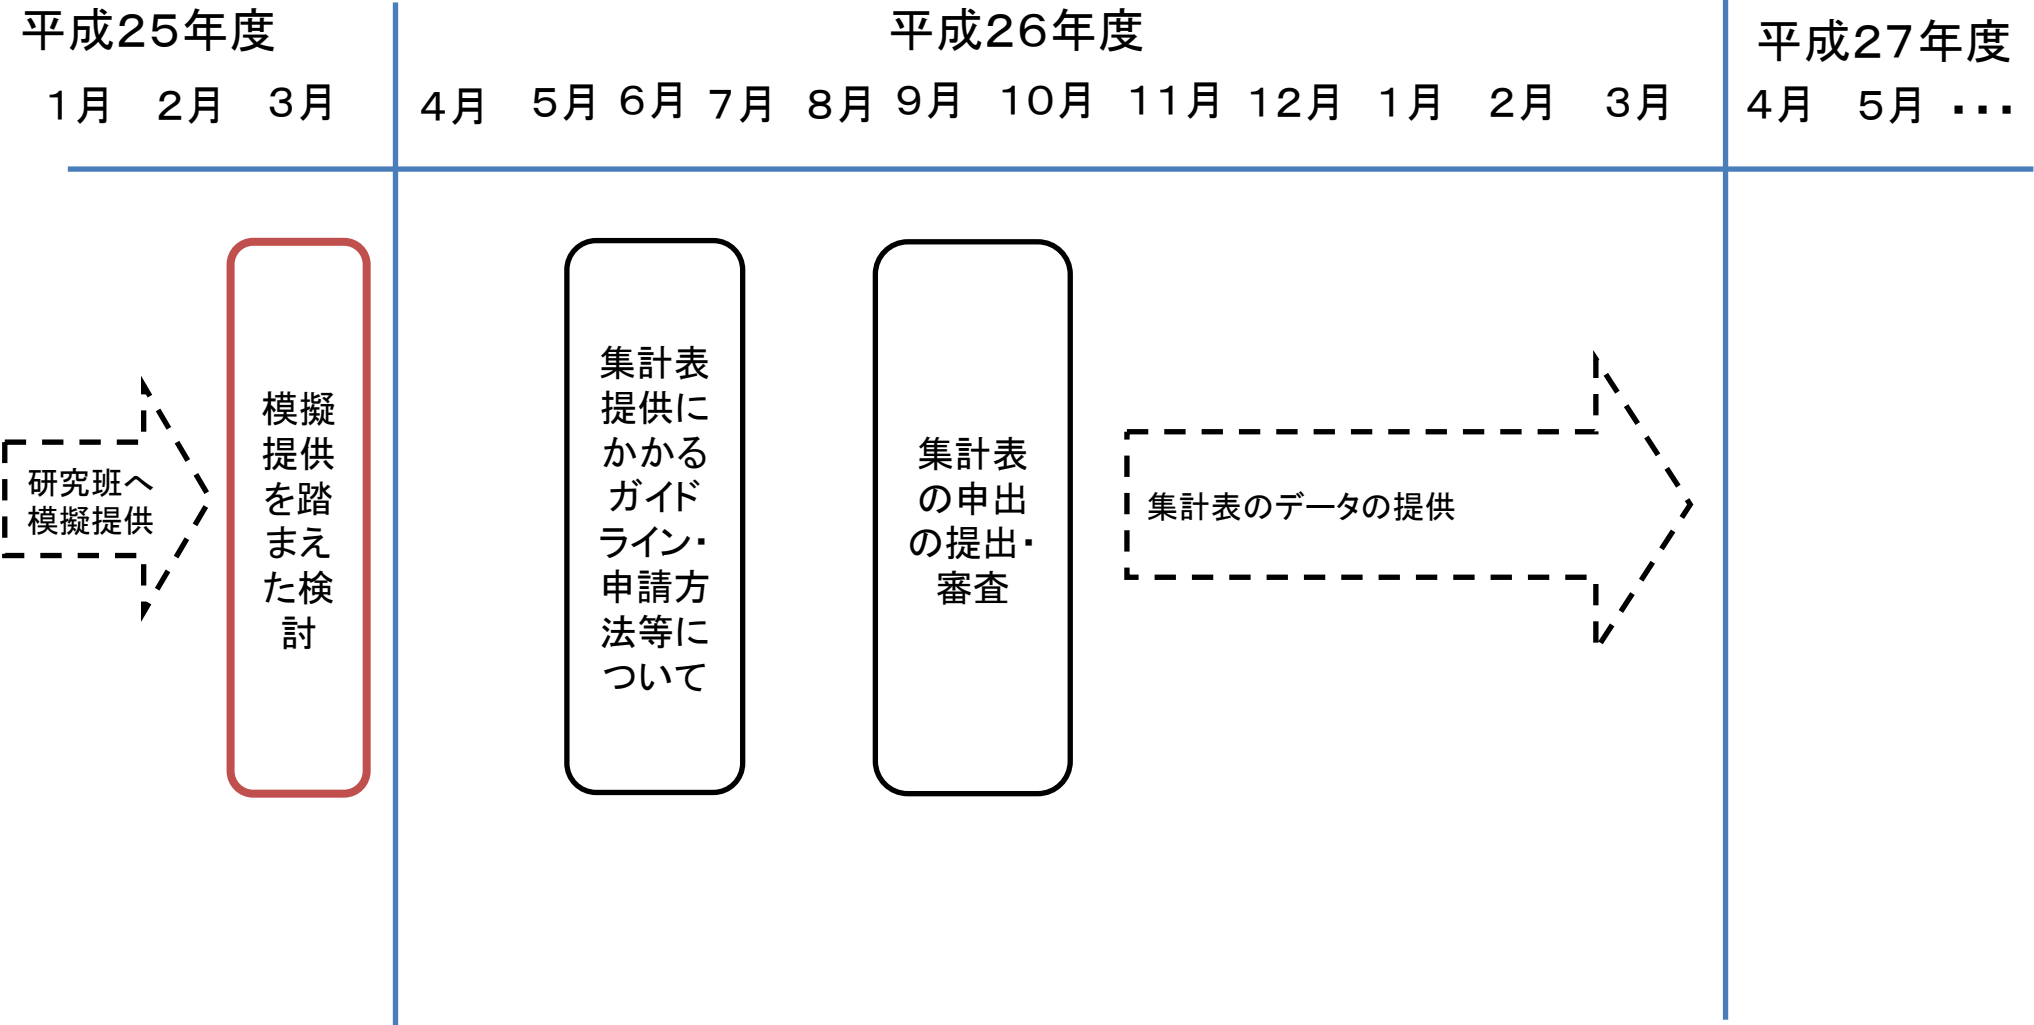 平成25年度
平成26年度
平成27年度
1月 2月 3月 4月 5月 6月 7月 8月 9月 10月 11月 12月 1月 2月 3月 4月 5月 ・・・
研究班へ
模擬提供
模擬
提供
を踏
まえ
た検
討
集計表
提供に
かかる
ガイド
ライン・
申請方
法等に
ついて
集計表
の申出
の提出・
審査
集計表のデータの提供